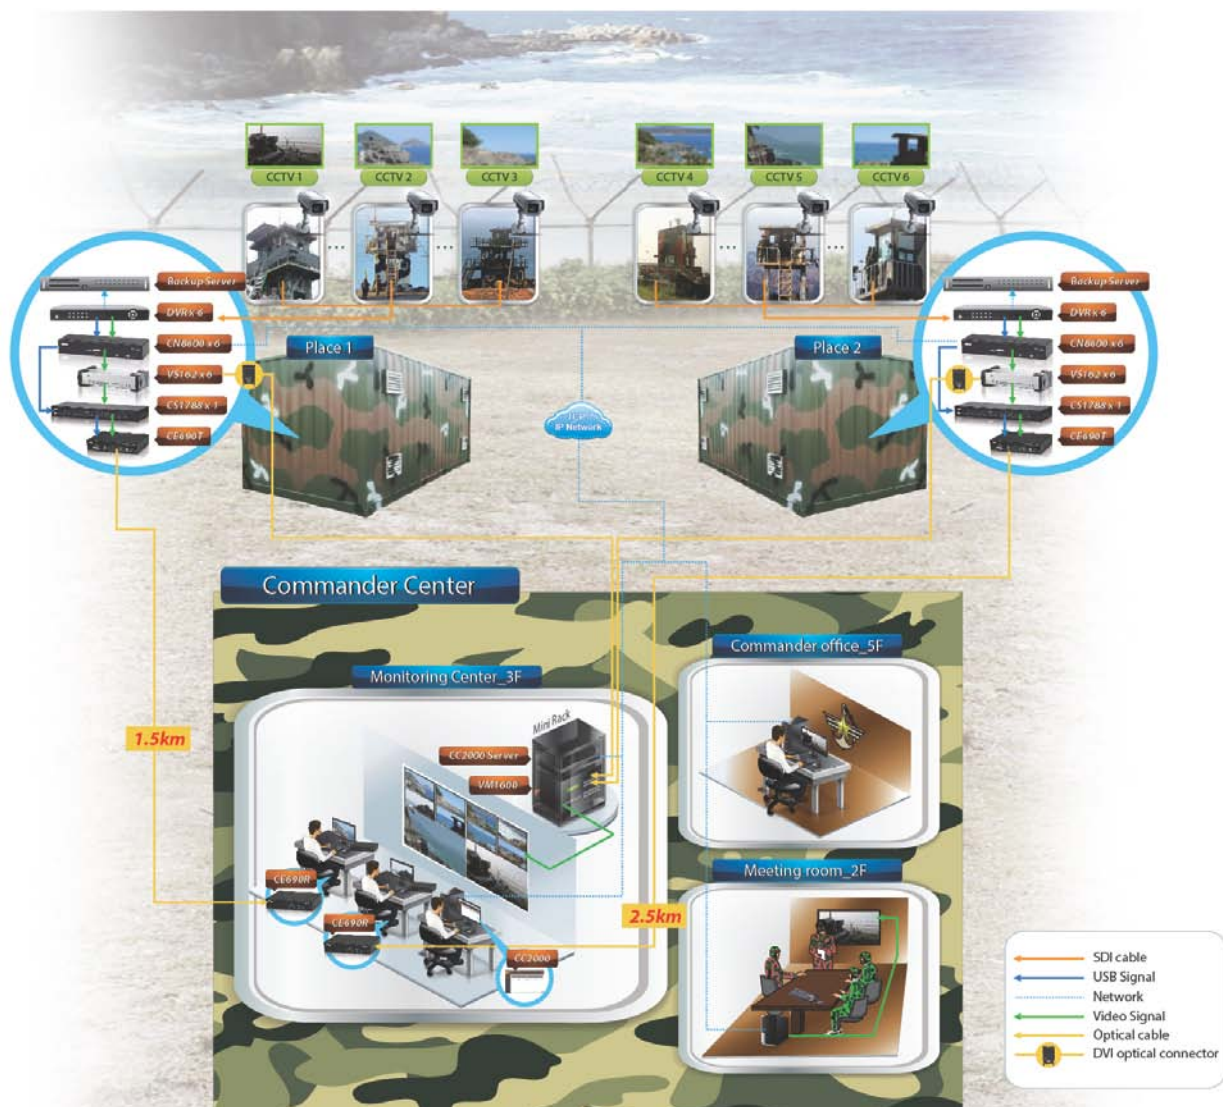 CCTV 1
CCTV 2
CCTV 3
CCTV 4
CCTV 5
CCTV 6
Backup Server
DVR x 6
CN8600 x 6
VS162 x 6
CS1788 x 1
CE690T
Place 1
Place 2
Backup Server
DVR x 6
CN8600 x 6
VS162 x 6
CS1788 x 1
CE690T
TCP/
IP Network
Commander Center
Monitoring Center_3F
Commander office_5F
Mini Rack
CC2000 Server
VM1600
1.5km
CE690R
CE690R
CC2000
2.5km
Meeting room_2F
SDI cable
USB Signal
Network
Video Signal
Optical cable
DVI optical connector